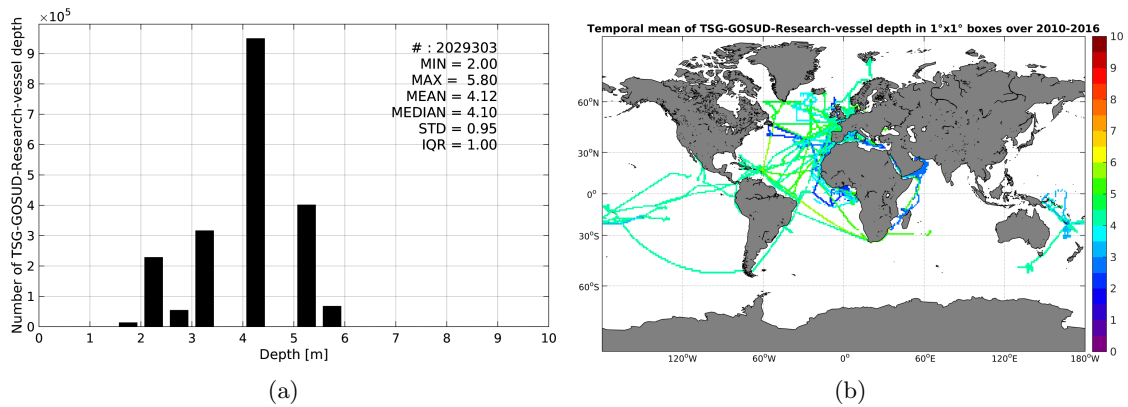 ×10⁵
Number of TSG-GOSUD-Research-vessel depth
9
8
7
6
5
4
3
2
1
0
# : 2029303
MIN = 2.00
MAX = 5.80
MEAN = 4.12
MEDIAN = 4.10
STD = 0.95
IQR = 1.00
0 1 2 3 4 5 6 7 8 9 10
Depth [m]
(a)
Temporal mean of TSG-GOSUD-Research-vessel depth in 1°x1° boxes over 2010-2016
60°N
30°N
0°
30°S
60°S
120°W 60°W 0° 60°E 120°E 180°W
10
9
8
7
6
5
4
3
2
1
0
(b)